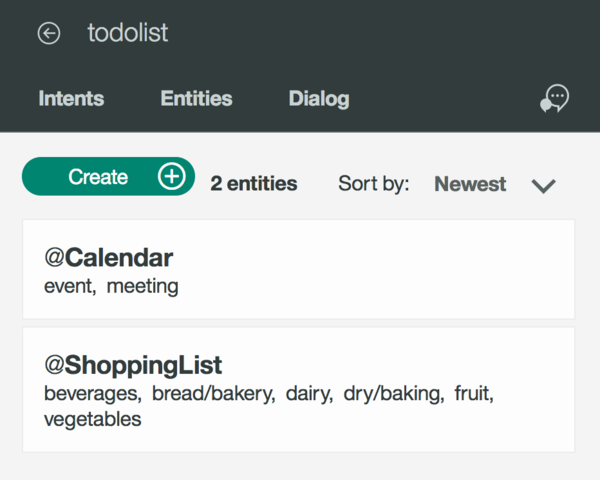 todolist
Intents Entities Dialog
Create 2 entities Sort by: Newest
@Calendar
event, meeting
@ShoppingList
beverages, bread/bakery, dairy, dry/baking, fruit,
vegetables